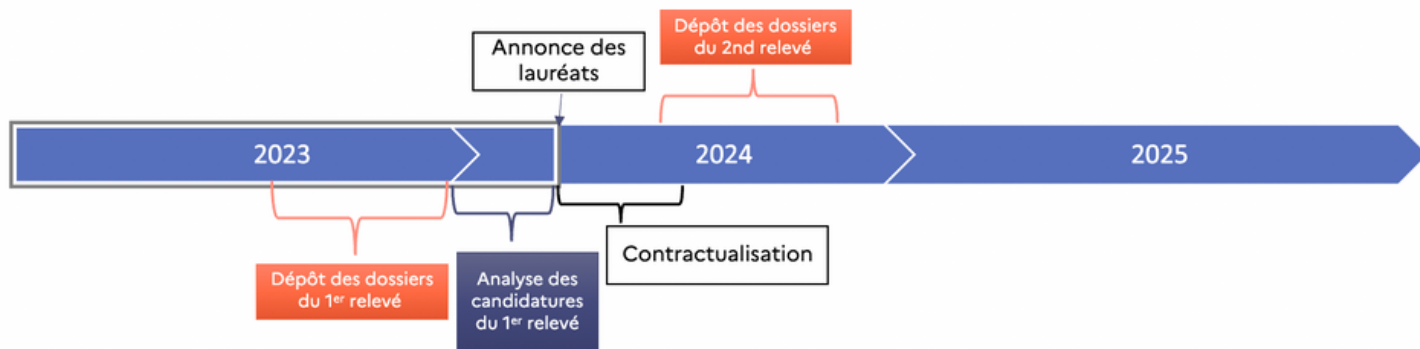 Dépôt des dossiers
du 2nd relevé
Annonce des
lauréats
2023
2024
2025
Contractualisation
Dépôt des dossiers
du 1er relevé
Analyse des
candidatures
du 1er relevé